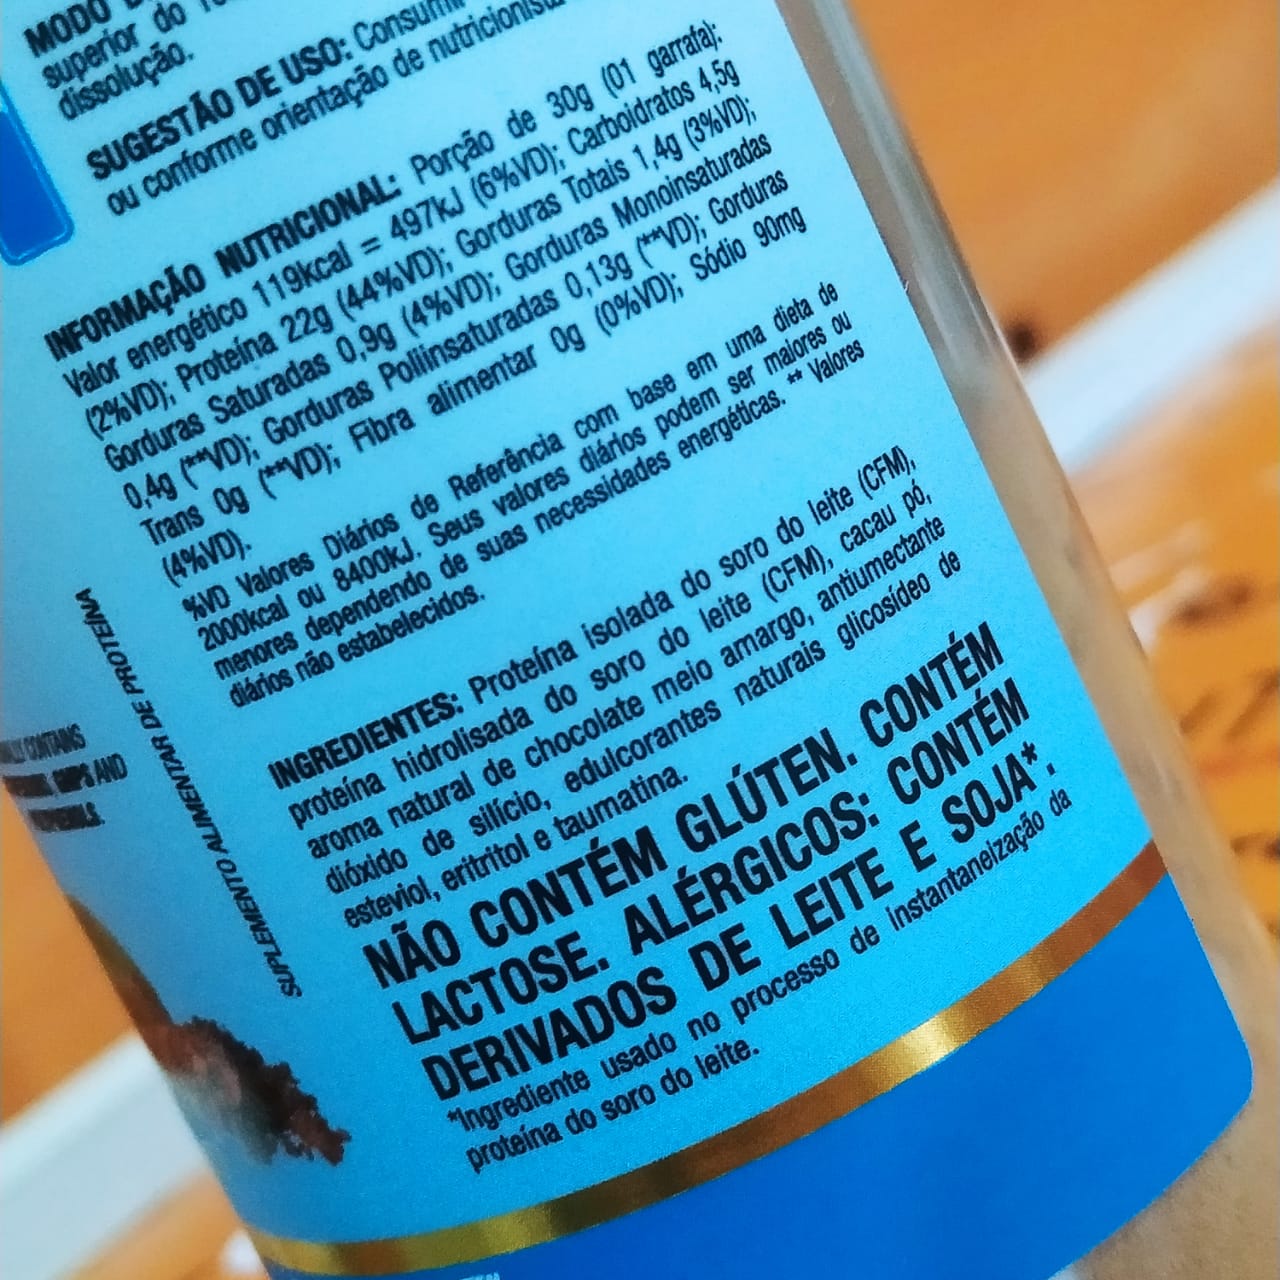 MODO D
superior do
dissolução.
SUGESTÃO DE USO: Consumir
ou conforme orientação de nutricionista
INFORMAÇÃO NUTRICIONAL: Porção de 30g (01 garrafa):
Valor energético 119kcal = 497kJ (6%VD); Carboidratos 4,5g
(2%VD); Proteína 22g (44%VD); Gorduras Totais 1,4g (3%VD);
Gorduras Saturadas 0,9g (4%VD); Gorduras Monoinsaturadas
0,4g (**VD); Gorduras Poliinsaturadas 0,13g (**VD); Gorduras
Trans 0g (**VD); Fibra alimentar 0g (0%VD); Sódio 90mg
(4%VD).
%VD Valores Diários de Referência com base em uma dieta de
2000kcal ou 8400kJ. Seus valores diários podem ser maiores ou
menores dependendo de suas necessidades energéticas. ** Valores
diários não estabelecidos.
INGREDIENTES: Proteína isolada do soro do leite (CFM),
proteína hidrolisada do soro do leite (CFM), cacau pó,
aroma natural de chocolate meio amargo, antiumectante
dióxido de silício, edulcorantes naturais glicosídeo de
esteviol, eritritol e taumatina.
NÃO CONTÉM GLÚTEN. CONTÉM
LACTOSE. ALÉRGICOS: CONTÉM
DERIVADOS DE LEITE E SOJA*.
*Ingrediente usado no processo de instantaneização da
proteína do soro do leite.
SUPLEMENTO ALIMENTAR DE PROTEÍNA
LLY CONTAINS
AND